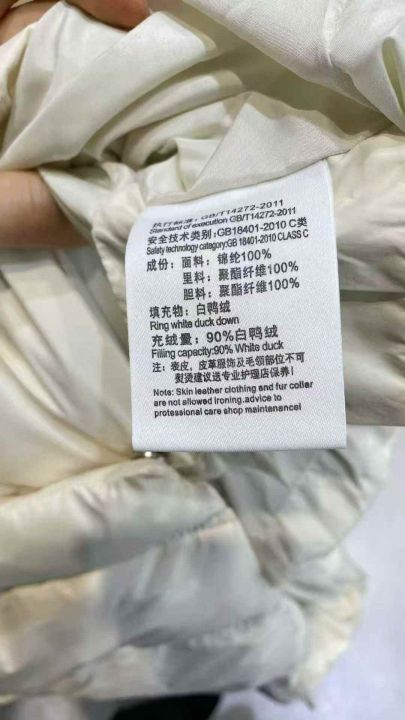 执行标准: GB/T14272-2011
Standard of execution GB/T14272-2011
安全技术类别:GB18401-2010 C类
Safety technology category:GB 18401-2010 CLASS C
成份: 面料: 锦纶100%
里料: 聚酯纤维100%
胆料: 聚酯纤维100%
填充物: 白鸭绒
Ring white duck down
充绒量: 90%白鸭绒
Filling capacity:90% White duck
注: 表皮, 皮革服饰及毛领部位不可
熨烫建议送专业护理店保养!
Note: Skin leather clothing and fur collar
are not allowed ironing.advice to
professional care shop maintanancel